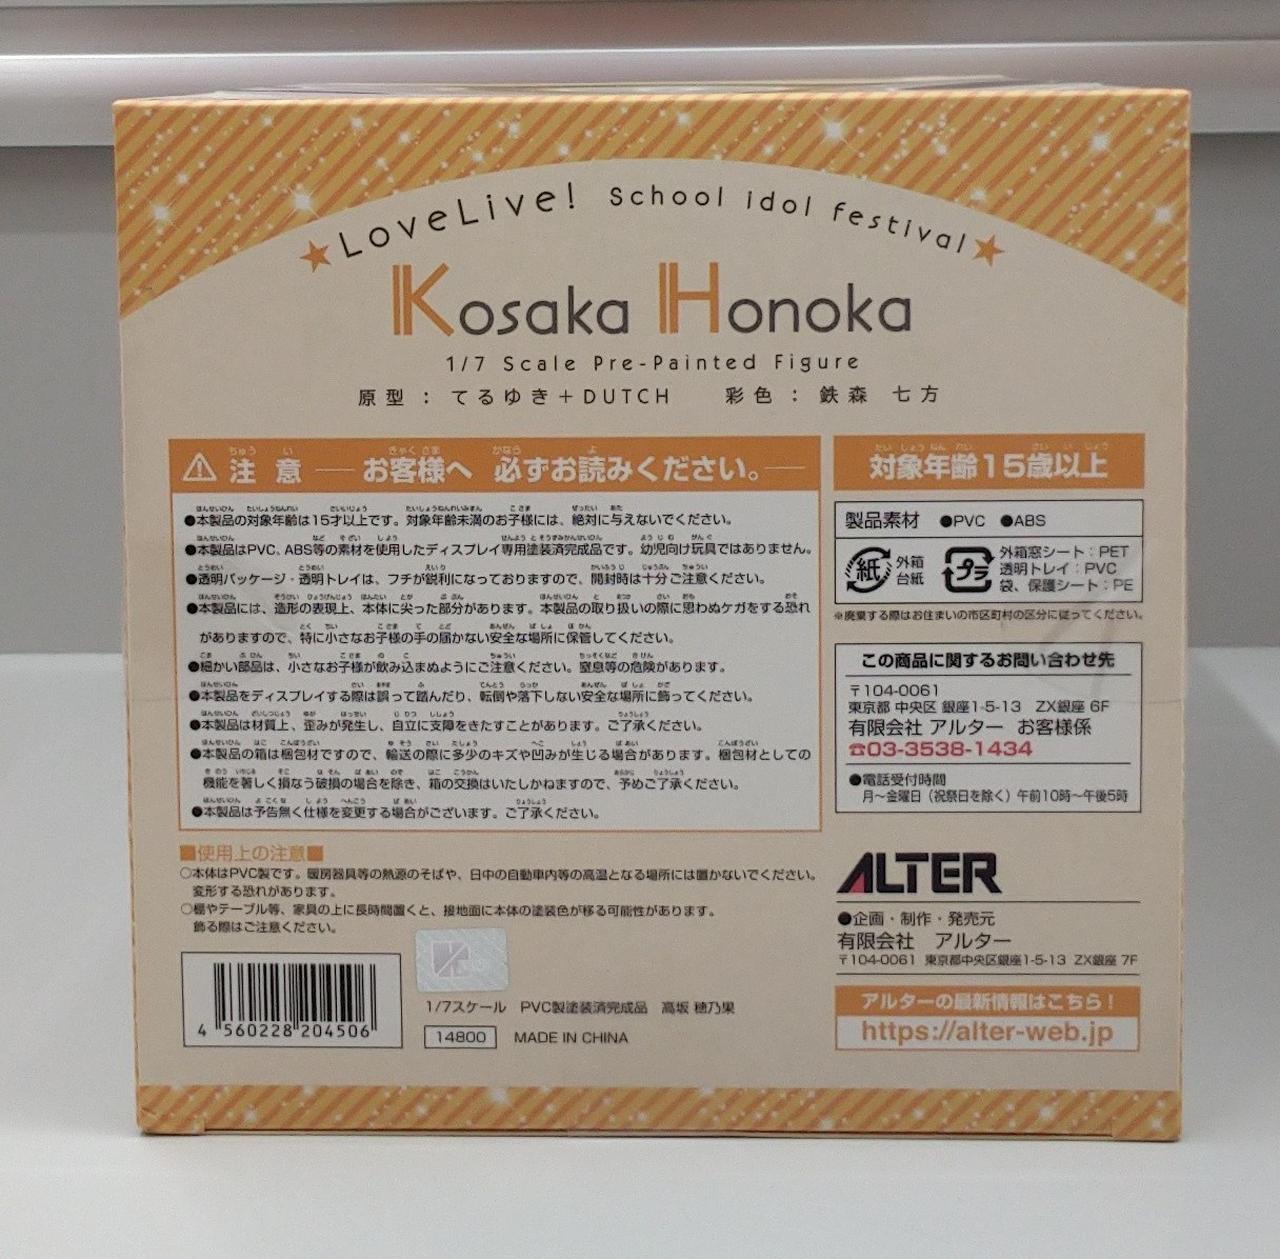 ★LoveLive! School idol festival★
Kosaka Honoka
1/7 Scale Pre-Painted Figure
原型：てるゆき＋DUTCH　彩色：鉄森 七方
注意 ― お客様へ 必ずお読みください。―
●本製品の対象年齢は15才以上です。対象年齢未満のお子様には、絶対に与えないでください。
●本製品はPVC、ABS等の素材を使用したディスプレイ専用塗装済完成品です。幼児向け玩具ではありません。
●透明パッケージ・透明トレイは、フチが鋭利になっておりますので、開封時は十分ご注意ください。
●本製品には、造形の表現上、本体に尖った部分があります。本製品の取り扱いの際に思わぬケガをする恐れ
がありますので、特に小さなお子様の手の届かない安全な場所に保管してください。
●細かい部品は、小さなお子様が飲み込まぬようにご注意ください。窒息等の危険があります。
●本製品をディスプレイする際は誤って踏んだり、転倒や落下しない安全な場所に飾ってください。
●本製品は材質上、歪みが発生し、自立に支障をきたすことがあります。ご了承ください。
●本製品の箱は梱包材ですので、輸送の際に多少のキズや凹みが生じる場合があります。梱包材としての
機能を著しく損なう破損の場合を除き、箱の交換はいたしかねますので、予めご了承ください。
●本製品は予告無く仕様を変更する場合がございます。ご了承ください。
■使用上の注意■
○本体はPVC製です。暖房器具等の熱源のそばや、日中の自動車内等の高温となる場所には置かないでください。
変形する恐れがあります。
○棚やテーブル等、家具の上に長時間置くと、接地面に本体の塗装色が移る可能性があります。
飾る際はご注意ください。
4 560228 204506
1/7スケール　PVC製塗装済完成品　高坂 穂乃果
14800　MADE IN CHINA
対象年齢15歳以上
製品素材　●PVC　●ABS
紙 外箱 台紙
プラ 外箱窓シート：PET
透明トレイ：PVC
袋、保護シート：PE
※廃棄する際はお住まいの市区町村の区分に従ってください。
この商品に関するお問い合わせ先
〒104-0061
東京都 中央区 銀座1-5-13　ZX銀座 6F
有限会社 アルター　お客様係
☎03-3538-1434
●電話受付時間
月～金曜日（祝祭日を除く）午前10時～午後5時
ALTER
●企画・制作・発売元
有限会社　アルター
〒104-0061　東京都中央区銀座1-5-13　ZX銀座 7F
アルターの最新情報はこちら！
https://alter-web.jp